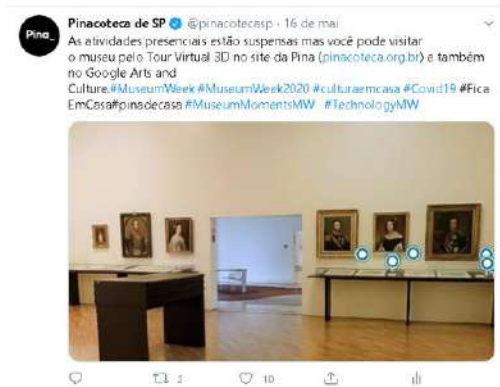 Pina_
Pinacoteca de SP @pinacotecasp · 16 de mai
As atividades presenciais estão suspensas mas você pode visitar
o museu pelo Tour Virtual 3D no site da Pina (pinacoteca.org.br) e também
no Google Arts and
Culture.#MuseumWeek #MuseumWeek2020 #culturaemcasa #Covid19 #Fica
EmCasa#pinadecasa #MuseumMomentsMW #TechnologyMW
2 10